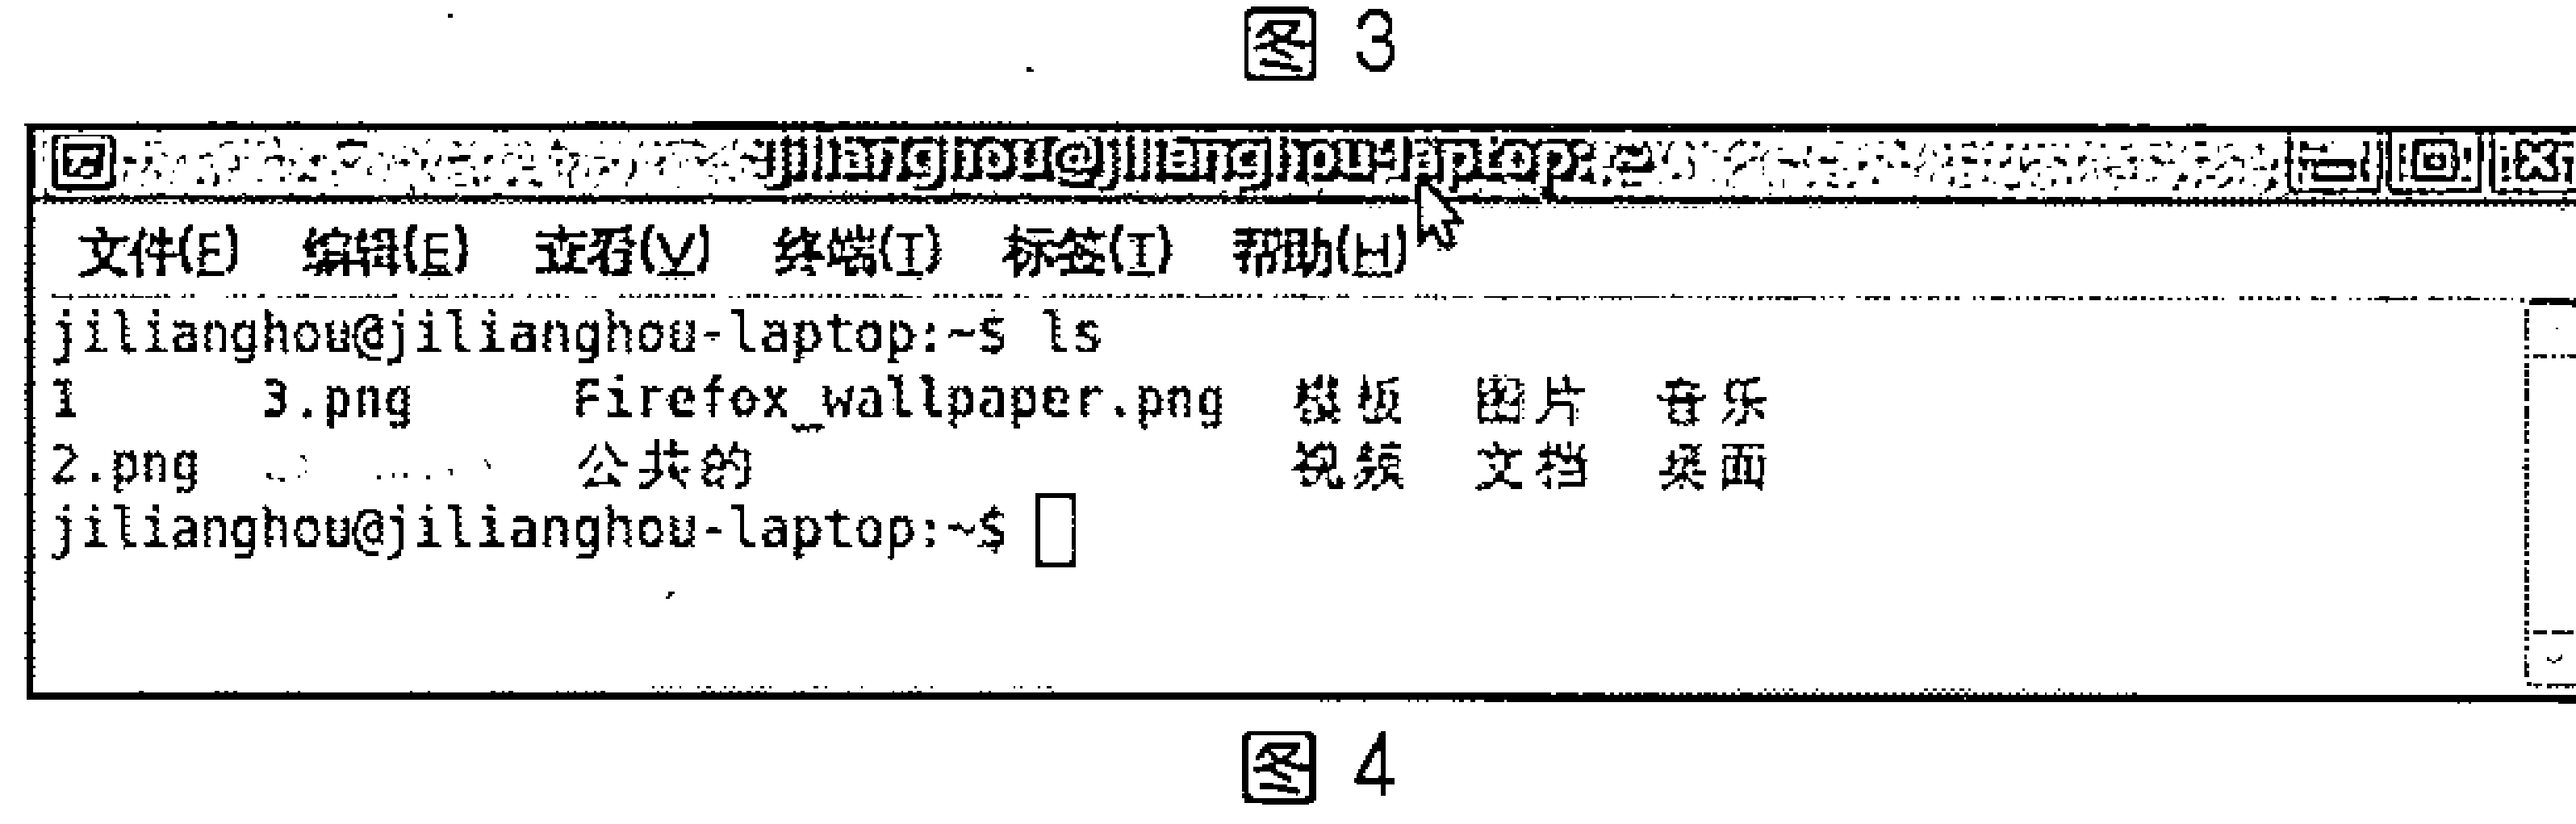 图 3
jilianghou@jilianghou-laptop: ~
文件(F) 编辑(E) 查看(V) 终端(T) 标签(T) 帮助(H)
jilianghou@jilianghou-laptop:~$ ls
1 3.png Firefox_wallpaper.png 模板 图片 音乐
2.png 公共的 视频 文档 桌面
jilianghou@jilianghou-laptop:~$
图 4